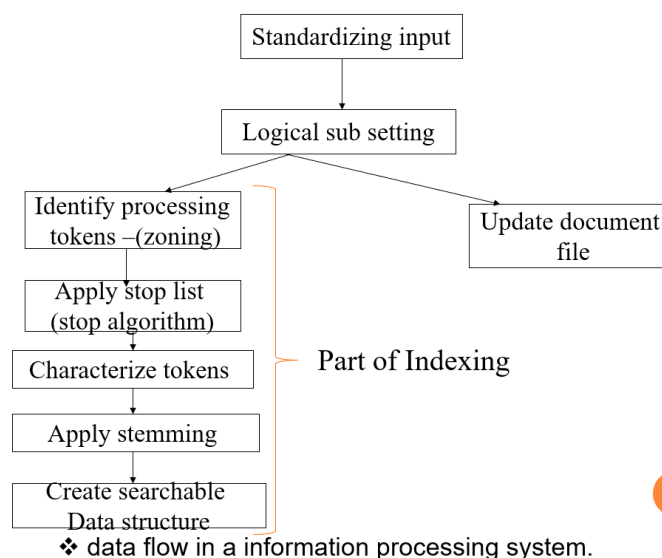 Standardizing input
Logical sub setting
Identify processing
tokens –(zoning)
Update document
file
Apply stop list
(stop algorithm)
Part of Indexing
Characterize tokens
Apply stemming
Create searchable
Data structure
❖ data flow in a information processing system.